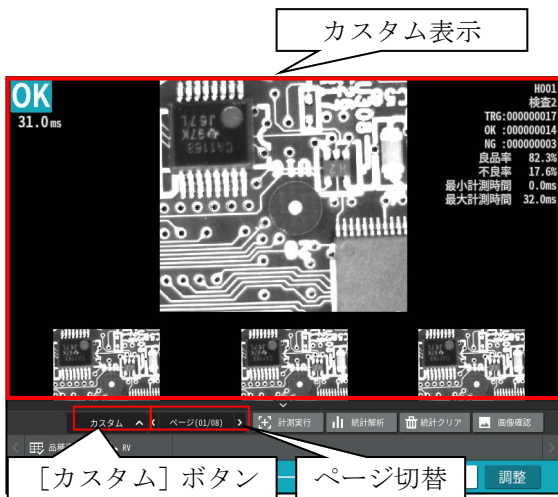 カスタム表示
OK
31.0ms
H001
検査2
TRG:000000017
OK :000000014
NG :000000003
良品率 82.3%
不良率 17.6%
最小計測時間 0.0ms
最大計測時間 32.0ms
カスタム
ページ(01/08)
計測実行
統計解析
統計クリア
画像確認
RV
[カスタム]ボタン
ページ切替
調整